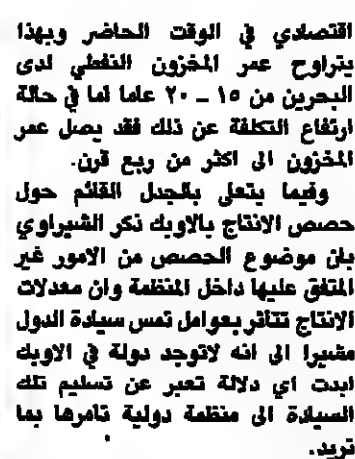 اقتصادي في الوقت الحاضر وبهذا
يتراوح عمر المخزون النفطي لدى
البحرين من ١٥ ــ ٢٠ عاما اما في حالة
ارتفاع التكلفة عن ذلك فقد يصل عمر
المخزون الى اكثر من ربع قرن.
وفيما يتعلق بالجدل القائم حول
حصص الانتاج بالاوبك ذكر الشيراوي
بان موضوع الحصص من الامور غير
المتفق عليها داخل المنظمة وان معدلات
الانتاج تتأثر بعوامل تمس سيادة الدول
مشيرا الى انه لاتوجد دولة في الاوبك
ابدت اي دلالة تعبر عن تسليم تلك
السيادة الى منظمة دولية تامرها بما
تريد.